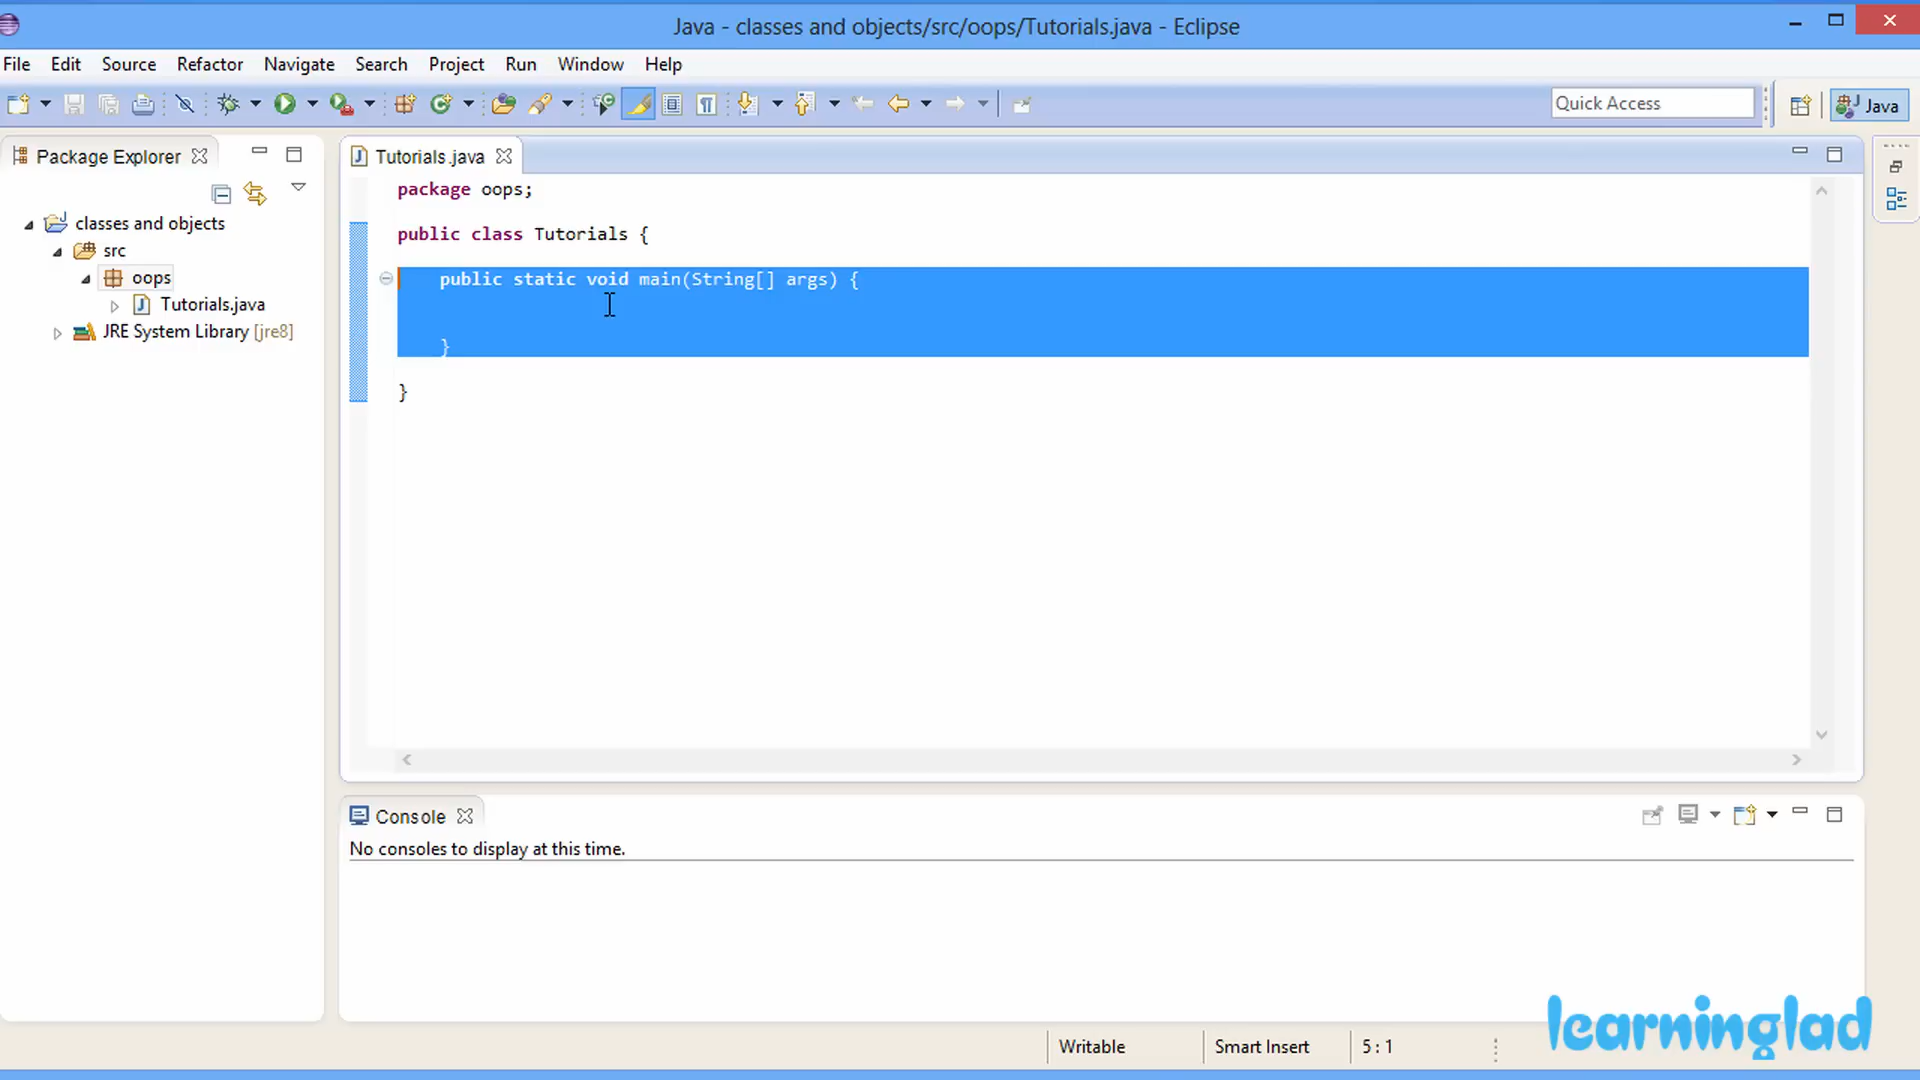 Java - classes and objects/src/oops/Tutorials.java - Eclipse
File Edit Source Refactor Navigate Search Project Run Window Help
Quick Access
Java
Package Explorer
classes and objects
src
oops
Tutorials.java
JRE System Library [jre8]
Tutorials.java
package oops;
public class Tutorials {
public static void main(String[] args) {
}
}
Console
No consoles to display at this time.
Writable
Smart Insert
5 : 1
learninglad